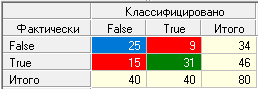 Классифицировано
Фактически False True Итого
False 25 9 34
True 15 31 46
Итого 40 40 80